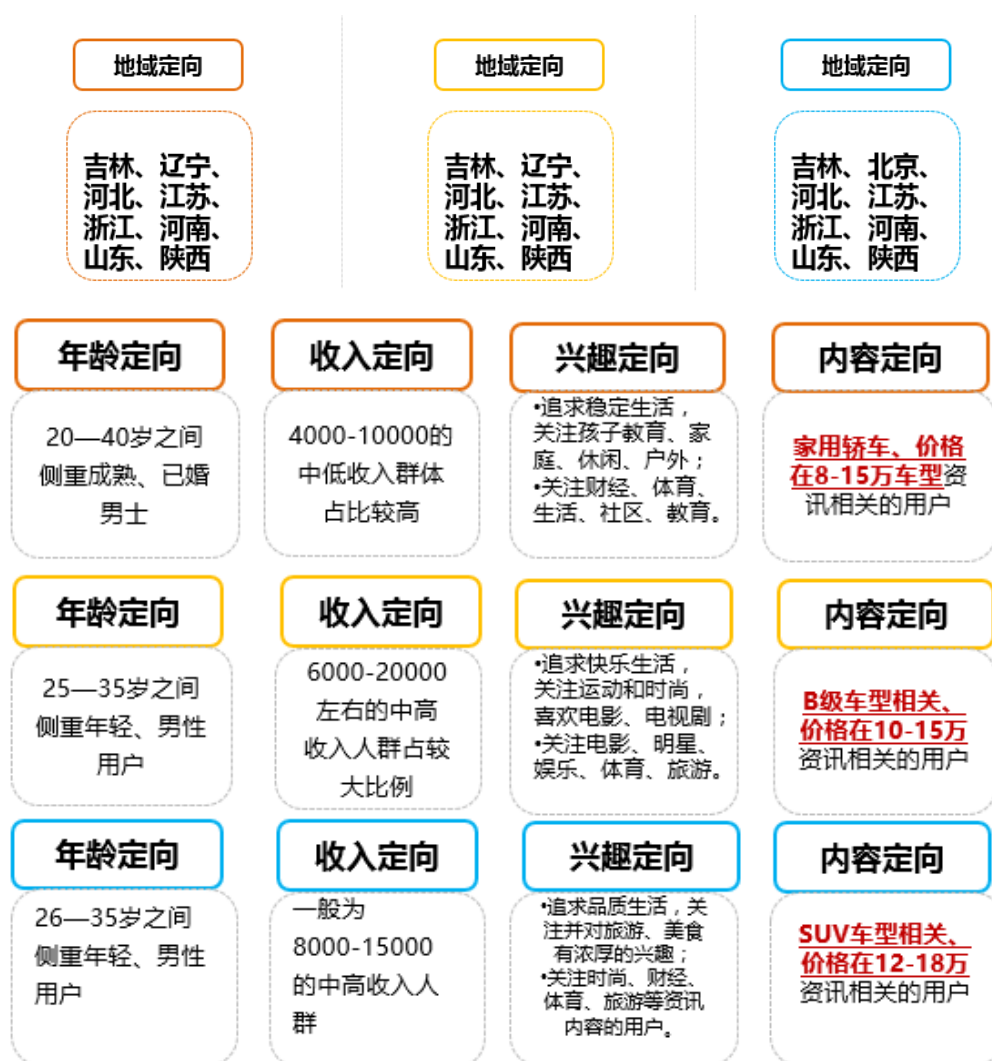 地域定向
地域定向
地域定向
吉林、辽宁、
河北、江苏、
浙江、河南、
山东、陕西
吉林、辽宁、
河北、江苏、
浙江、河南、
山东、陕西
吉林、北京、
河北、江苏、
浙江、河南、
山东、陕西
年龄定向
收入定向
兴趣定向
内容定向
20—40岁之间
侧重成熟、已婚
男士
4000-10000的
中低收入群体
占比较高
•追求稳定生活，
关注孩子教育、家
庭、休闲、户外；
•关注财经、体育、
生活、社区、教育。
家用轿车、价格
在8-15万车型资
讯相关的用户
年龄定向
收入定向
兴趣定向
内容定向
25—35岁之间
侧重年轻、男性
用户
6000-20000
左右的中高
收入人群占较
大比例
•追求快乐生活，
关注运动和时尚，
喜欢电影、电视剧；
•关注电影、明星、
娱乐、体育、旅游。
B级车型相关、
价格在10-15万
资讯相关的用户
年龄定向
收入定向
兴趣定向
内容定向
26—35岁之间
侧重年轻、男性
用户
一般为
8000-15000
的中高收入人
群
•追求品质生活，关
注并对旅游、美食
有浓厚的兴趣；
•关注时尚、财经、
体育、旅游等资讯
内容的用户。
SUV车型相关、
价格在12-18万
资讯相关的用户